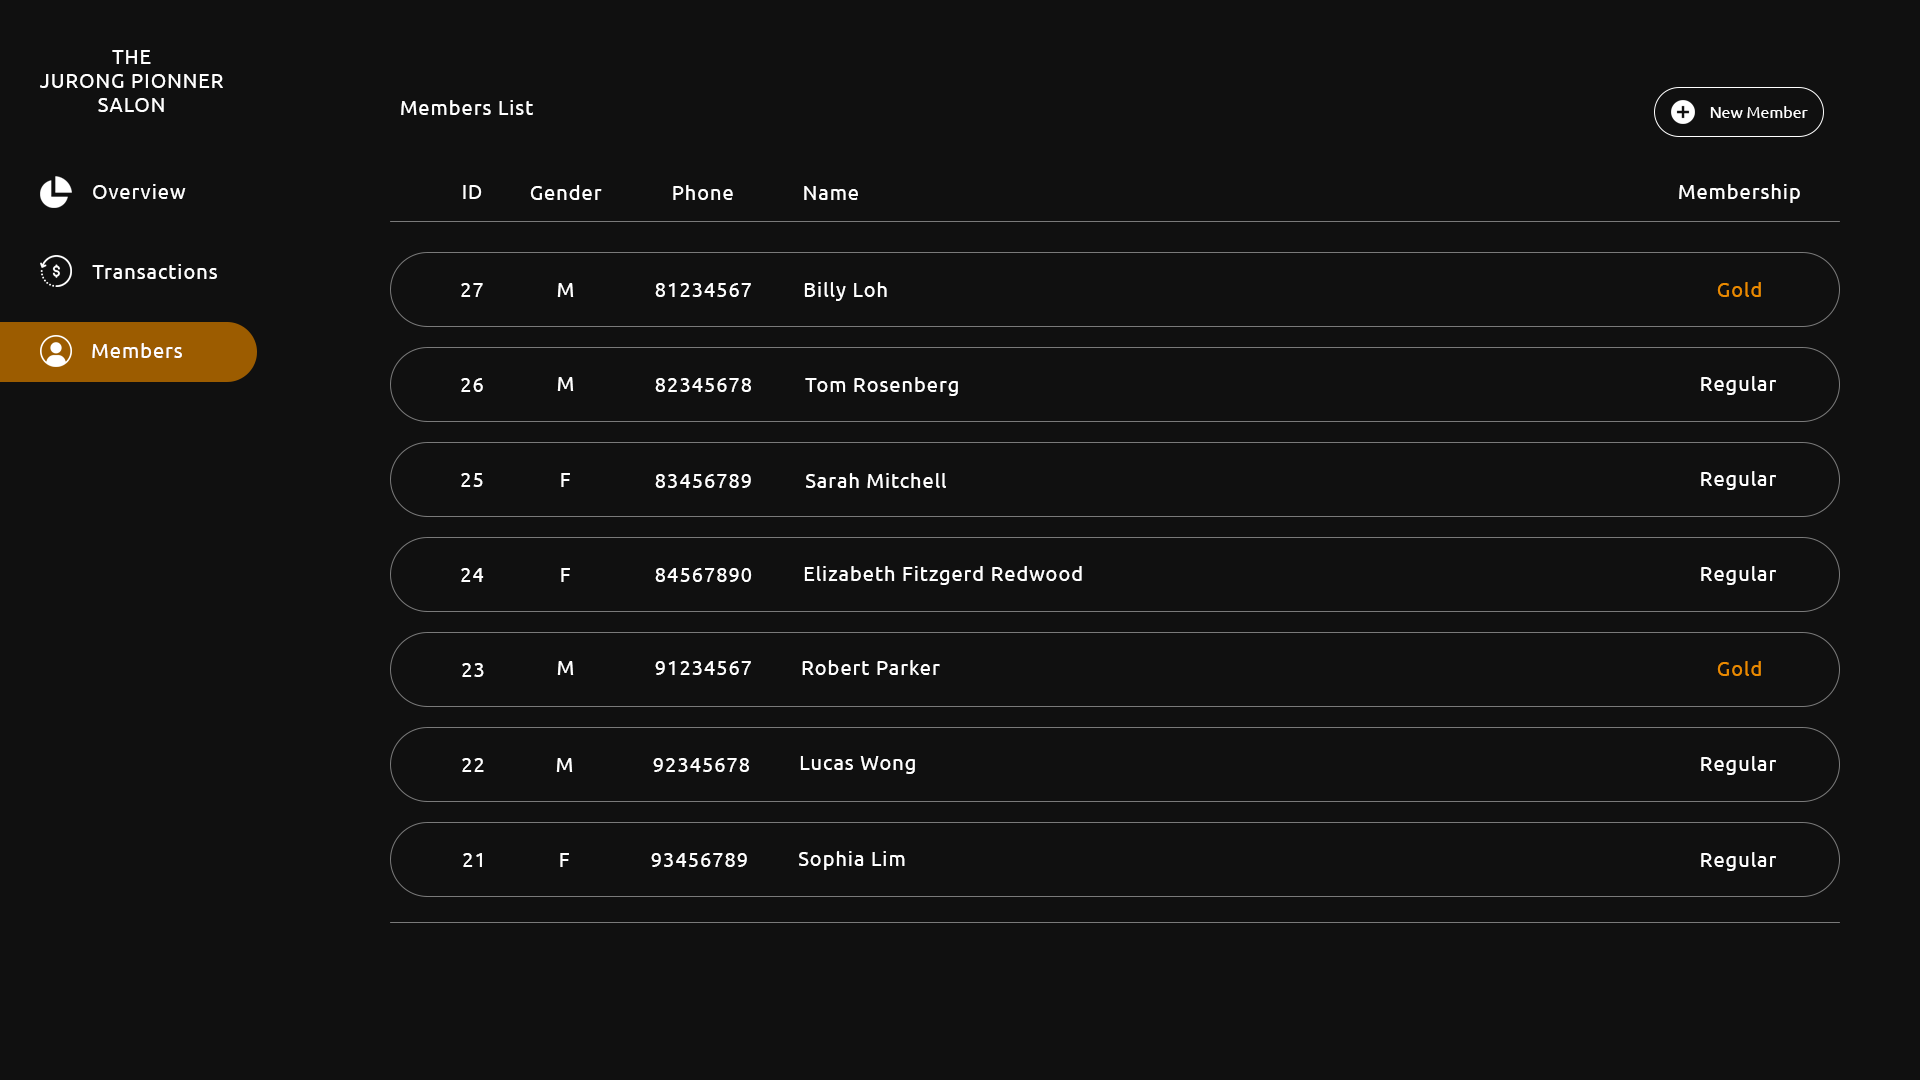 THE
JURONG PIONNER
SALON
Overview
$
Transactions
Members
Members List
New Member
ID Gender Phone Name Membership
27 M 81234567 Billy Loh Gold
26 M 82345678 Tom Rosenberg Regular
25 F 83456789 Sarah Mitchell Regular
24 F 84567890 Elizabeth Fitzgerd Redwood Regular
23 M 91234567 Robert Parker Gold
22 M 92345678 Lucas Wong Regular
21 F 93456789 Sophia Lim Regular